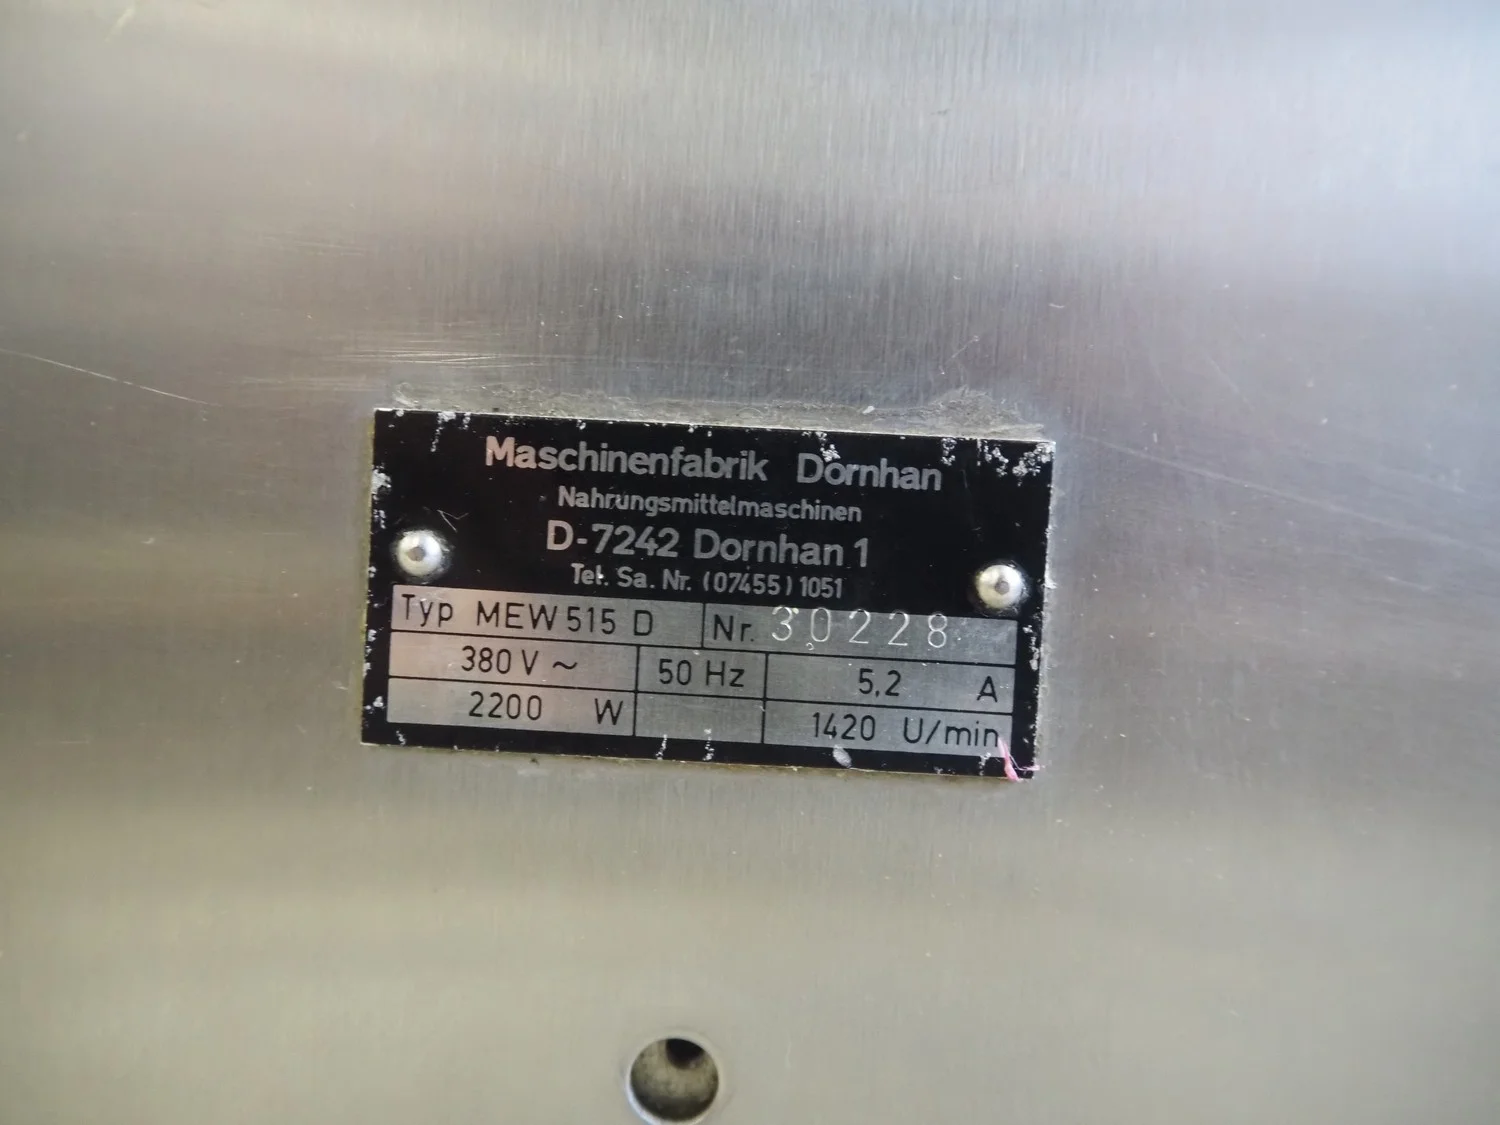 Maschinenfabrik Dornhan
Nahrungsmittelmaschinen
D-7242 Dornhan 1
Tel. Sa. Nr. (07455) 1051
Typ MEW 515 D Nr. 30228
380 V ~ 50 Hz 5,2 A
2200 W 1420 U/min